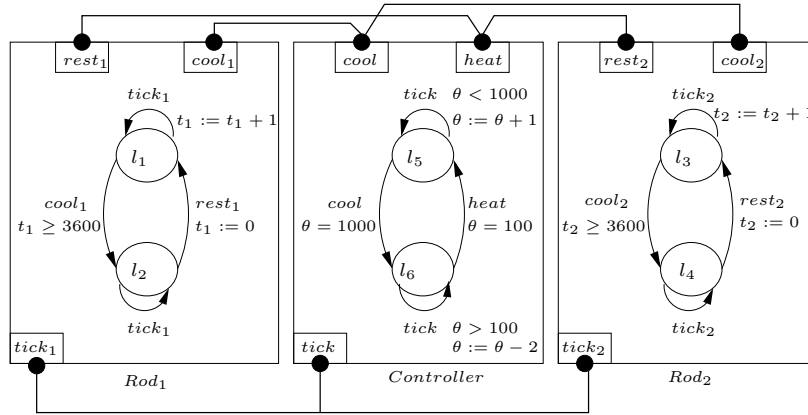 rest₁ cool₁ cool heat rest₂ cool₂
tick₁ tick θ < 1000 tick₂
t₁ := t₁ + 1 θ := θ + 1 t₂ := t₂ + 1
l₁ l₅ l₃
cool₁ rest₁ cool heat cool₂ rest₂
t₁ ≥ 3600 t₁ := 0 θ = 1000 θ = 100 t₂ ≥ 3600 t₂ := 0
l₂ l₆ l₄
tick₁ tick θ > 100 tick₂
θ := θ − 2
tick₁ tick tick₂
Rod₁ Controller Rod₂